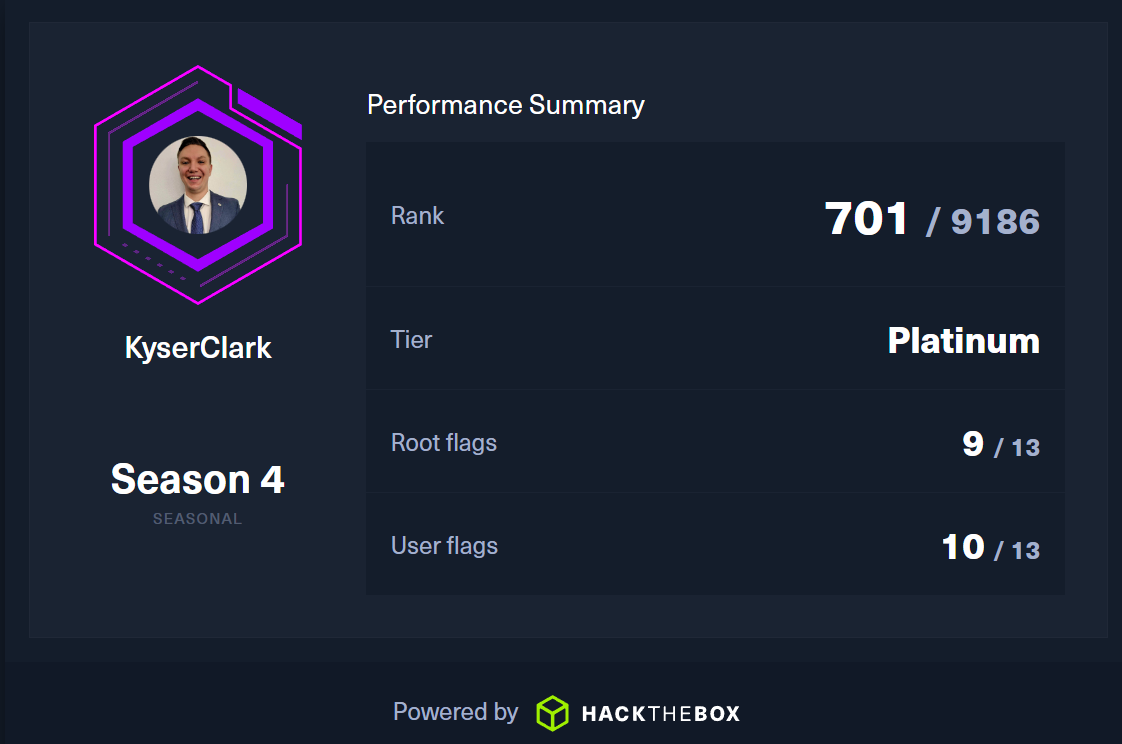 Performance Summary
Rank
701 / 9186
KyserClark
Tier
Platinum
Root flags
9 / 13
Season 4
SEASONAL
User flags
10 / 13
Powered by HACKTHEBOX